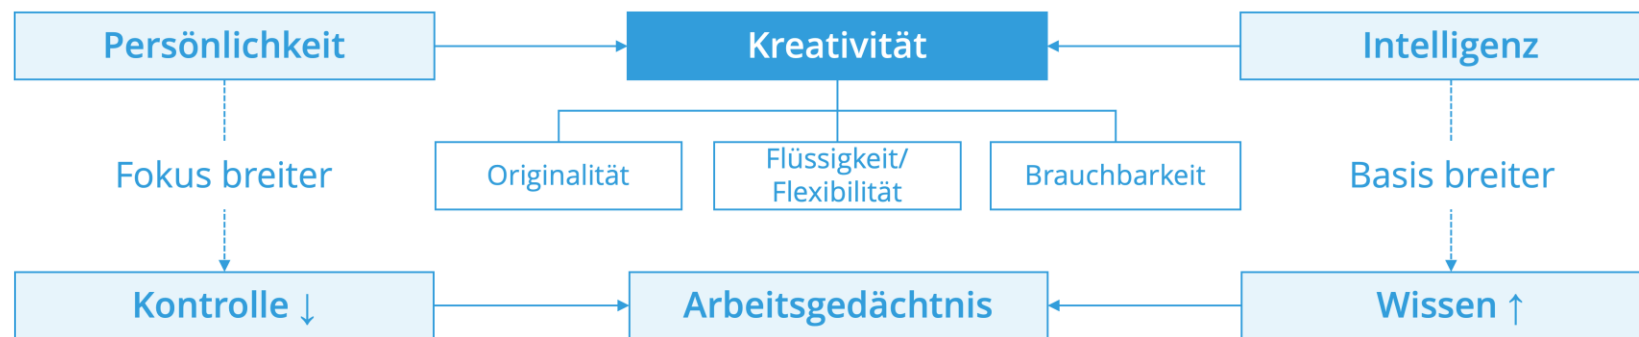 Persönlichkeit
Kreativität
Intelligenz
Fokus breiter
Originalität
Flüssigkeit/
Flexibilität
Brauchbarkeit
Basis breiter
Kontrolle ↓
Arbeitsgedächtnis
Wissen ↑